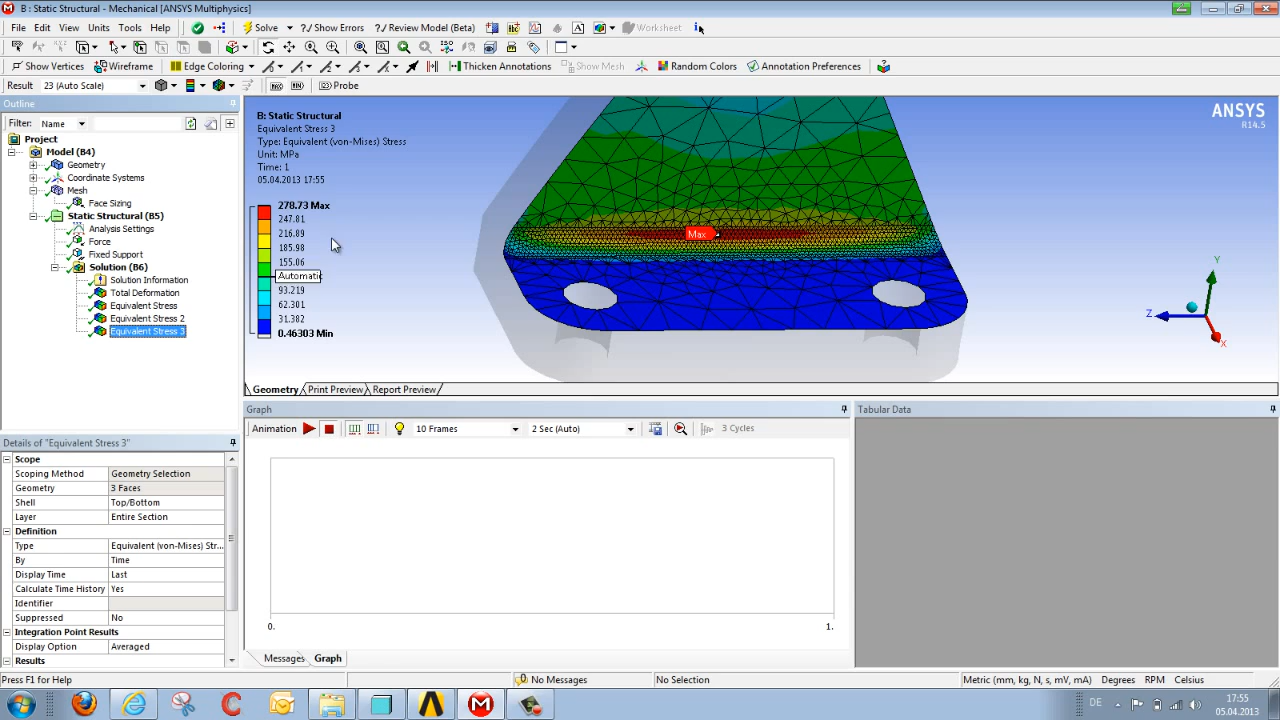 B : Static Structural - Mechanical [ANSYS Multiphysics]
File Edit View Units Tools Help Solve ?/ Show Errors ?/ Review Model (Beta) A Worksheet i
Show Vertices Wireframe Edge Coloring Thicken Annotations Show Mesh Random Colors Annotation Preferences
Result 23 (Auto Scale) MAX MIN Probe
Outline
Filter: Name
Project
Model (B4)
Geometry
Coordinate Systems
Mesh
Face Sizing
Static Structural (B5)
Analysis Settings
Force
Fixed Support
Solution (B6)
Solution Information
Total Deformation
Equivalent Stress
Equivalent Stress 2
Equivalent Stress 3
B: Static Structural
Equivalent Stress 3
Type: Equivalent (von-Mises) Stress
Unit: MPa
Time: 1
05.04.2013 17:55
278.73 Max
247.81
216.89
185.98
155.06
Automatic
93.219
62.301
31.382
0.46303 Min
Max
ANSYS
R14.5
Y
Z
X
Geometry Print Preview Report Preview
Details of "Equivalent Stress 3"
Scope
Scoping Method Geometry Selection
Geometry 3 Faces
Shell Top/Bottom
Layer Entire Section
Definition
Type Equivalent (von-Mises) Str...
By Time
Display Time Last
Calculate Time History Yes
Identifier
Suppressed No
Integration Point Results
Display Option Averaged
Results
Graph
Animation 10 Frames 2 Sec (Auto) 3 Cycles
0. 1.
Messages Graph
Tabular Data
Press F1 for Help 0 No Messages No Selection Metric (mm, kg, N, s, mV, mA) Degrees RPM Celsius
DE 17:55
05.04.2013